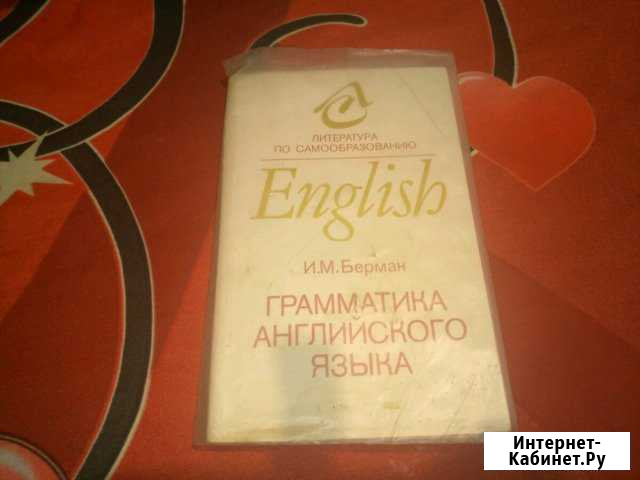 ЛИТЕРАТУРА
ПО САМООБРАЗОВАНИЮ
English
И.М.Берман
ГРАММАТИКА
АНГЛИЙСКОГО
ЯЗЫКА
Интернет-
Кабинет.Ру